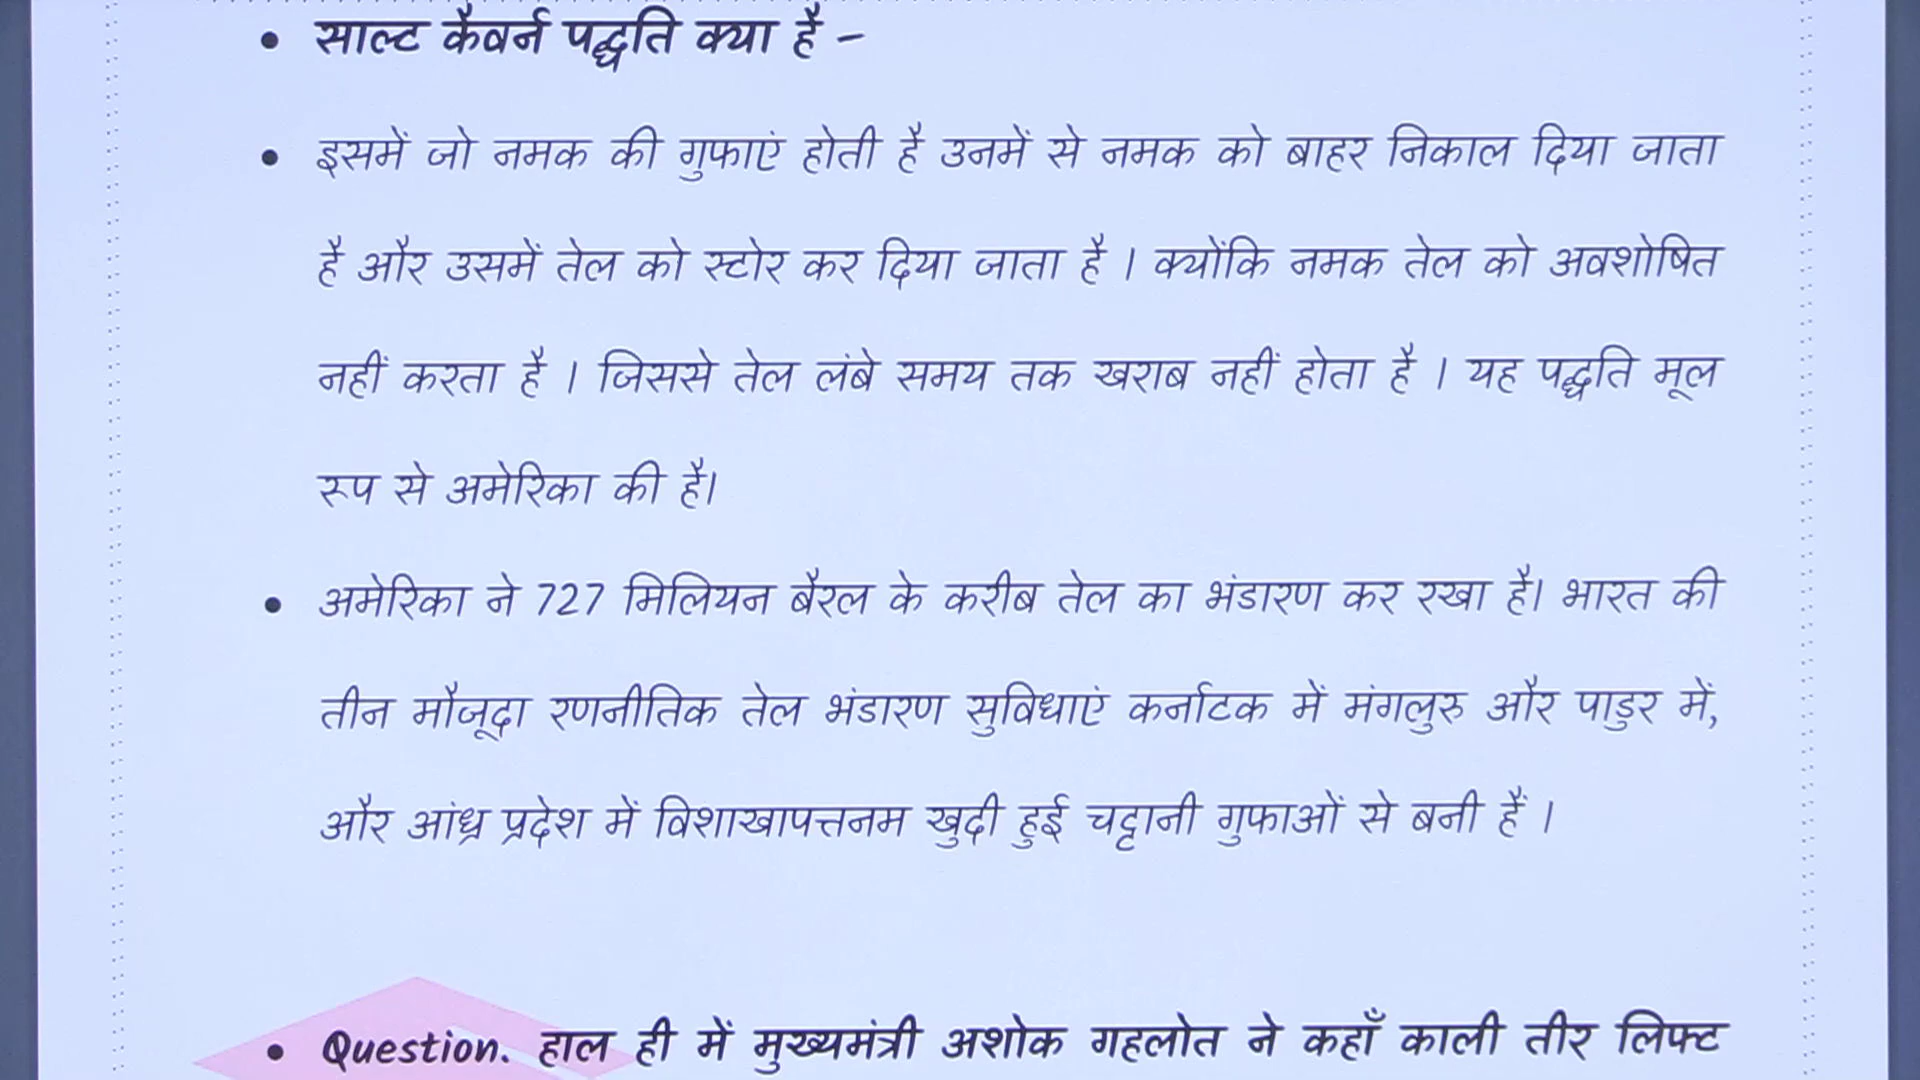 • साल्ट कैवर्न पद्धति क्या है –
• इसमें जो नमक की गुफाएं होती है उनमें से नमक को बाहर निकाल दिया जाता
है और उसमें तेल को स्टोर कर दिया जाता है । क्योंकि नमक तेल को अवशोषित
नहीं करता है । जिससे तेल लंबे समय तक खराब नहीं होता है । यह पद्धति मूल
रूप से अमेरिका की है।
• अमेरिका ने 727 मिलियन बैरल के करीब तेल का भंडारण कर रखा है। भारत की
तीन मौजूदा रणनीतिक तेल भंडारण सुविधाएं कर्नाटक में मंगलुरु और पाडुर में,
और आंध्र प्रदेश में विशाखापत्तनम खुदी हुई चट्टानी गुफाओं से बनी हैं ।
• Question. हाल ही में मुख्यमंत्री अशोक गहलोत ने कहाँ काली तीर लिफ्ट